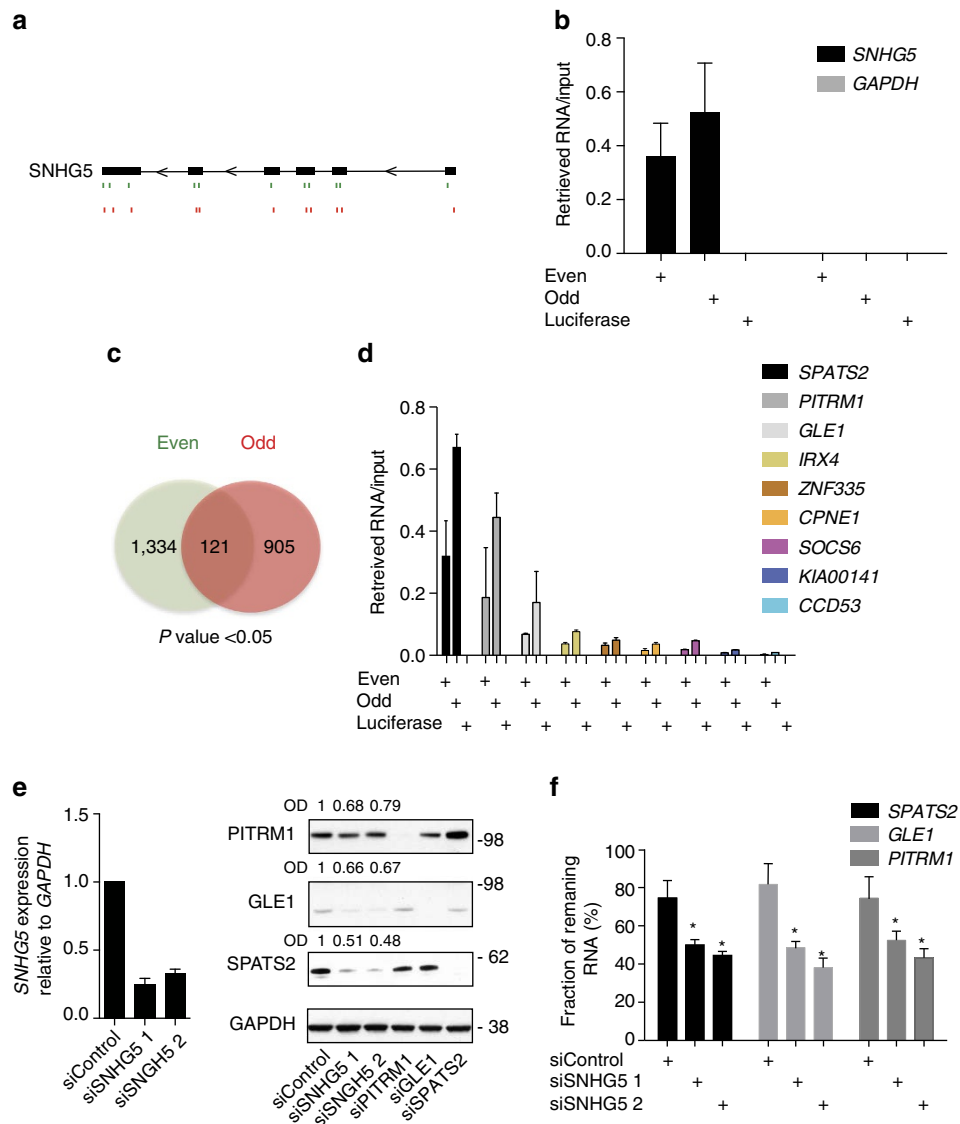 a
SNHG5
b
0.8
0.6
0.4
0.2
0.0
Retrieved RNA/input
SNHG5
GAPDH
Even + +
Odd + +
Luciferase + +
c
Even Odd
1,334 121 905
P value <0.05
d
0.8
0.6
0.4
0.2
0.0
Retreived RNA/input
SPATS2
PITRM1
GLE1
IRX4
ZNF335
CPNE1
SOCS6
KIA00141
CCD53
Even + + + + + + + + +
Odd + + + + + + + + +
Luciferase + + + + + + + + +
e
1.5
1.0
0.5
0.0
SNHG5 expression
relative to GAPDH
siControl
siSNHG5 1
siSNGH5 2
OD 1 0.68 0.79
PITRM1 -98
OD 1 0.66 0.67
-98
GLE1
OD 1 0.51 0.48
- 62
SPATS2
GAPDH - 38
siControl
siSNHG5 1
siSNGH5 2
siPITRM1
siGLE1
siSPATS2
f
SPATS2
GLE1
PITRM1
100
80
60
40
20
0
Fraction of remaining
RNA (%)
* * * * * *
siControl + + +
siSNHG5 1 + + +
siSNHG5 2 + + +